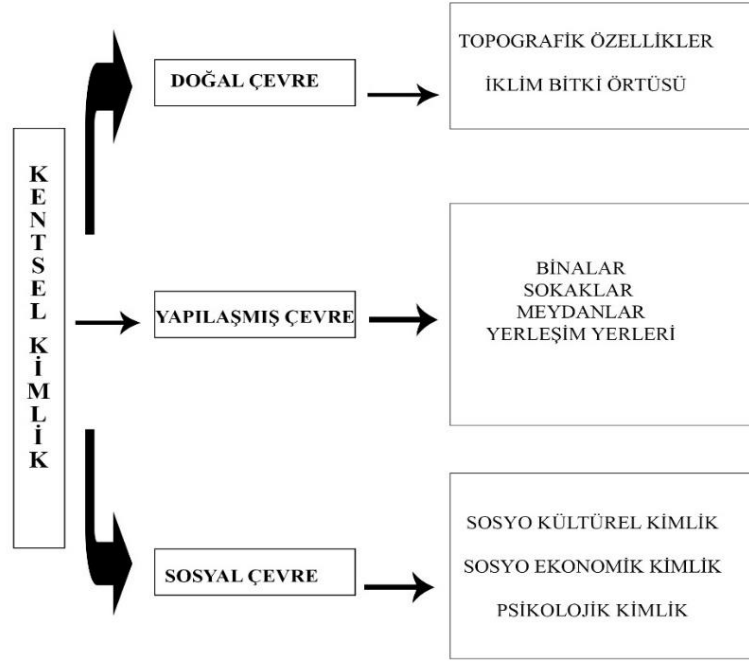 KENTSEL KİMLİK
DOĞAL ÇEVRE
TOPOGRAFİK ÖZELLİKLER
İKLİM BİTKİ ÖRTÜSÜ
YAPILAŞMIŞ ÇEVRE
BİNALAR
SOKAKLAR
MEYDANLAR
YERLEŞİM YERLERİ
SOSYAL ÇEVRE
SOSYO KÜLTÜREL KİMLİK
SOSYO EKONOMİK KİMLİK
PSİKOLOJİK KİMLİK